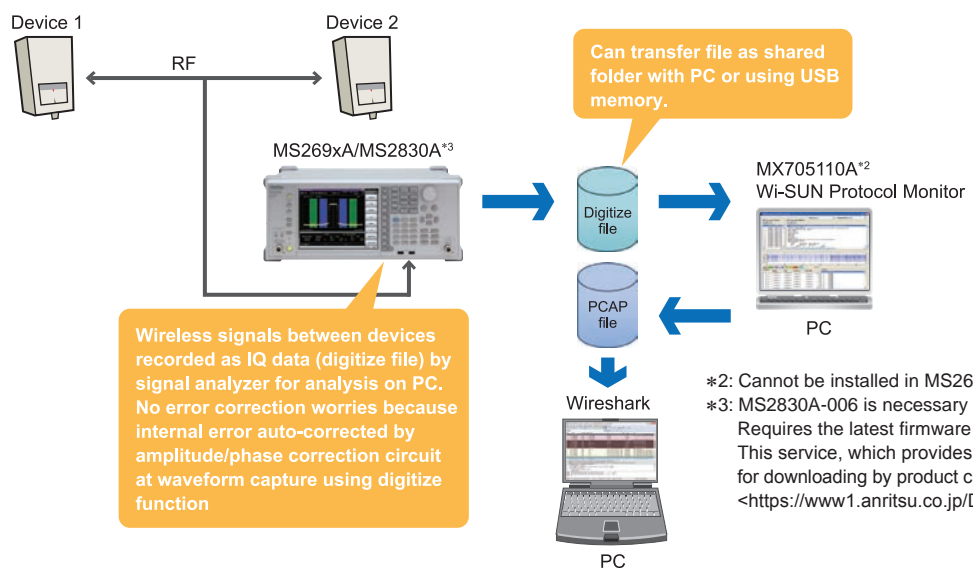 Device 1
Device 2
RF
Can transfer file as shared
folder with PC or using USB
memory.
MS269xA/MS2830A*3
MX705110A*2
Wi-SUN Protocol Monitor
Digitize
file
PCAP
file
PC
Wireless signals between devices
recorded as IQ data (digitize file) by
signal analyzer for analysis on PC.
No error correction worries because
internal error auto-corrected by
amplitude/phase correction circuit
at waveform capture using digitize
function
Wireshark
PC
*2: Cannot be installed in MS26
*3: MS2830A-006 is necessary
Requires the latest firmware
This service, which provides
for downloading by product c
<https://www1.anritsu.co.jp/D